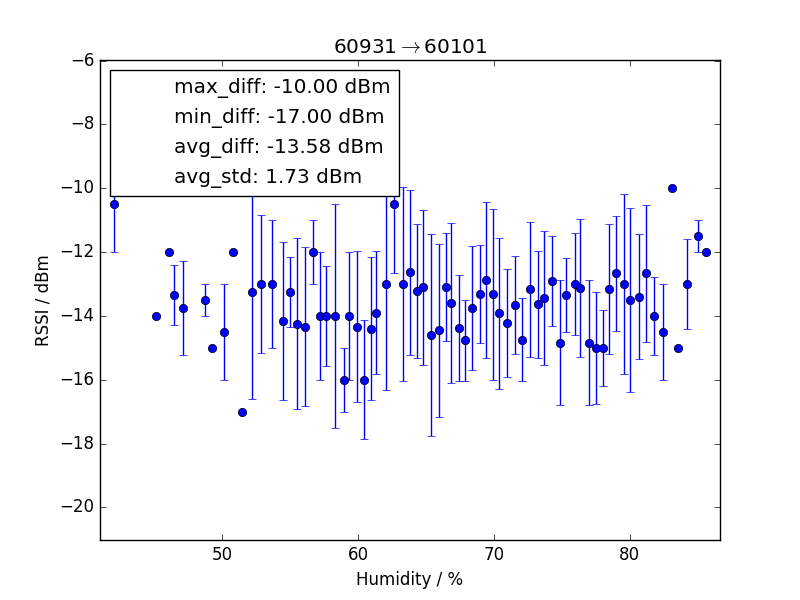 60931→60101
max_diff: -10.00 dBm
min_diff: -17.00 dBm
avg_diff: -13.58 dBm
avg_std: 1.73 dBm
RSSI / dBm
−6
−8
−10
−12
−14
−16
−18
−20
50 60 70 80
Humidity / %